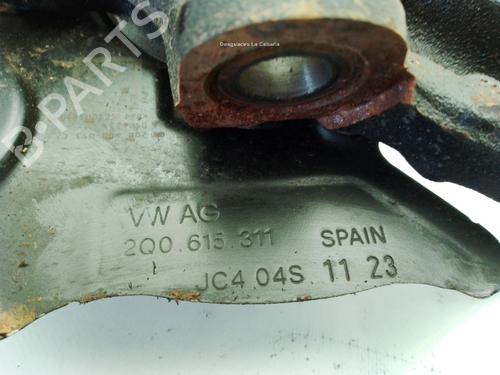 Desguaces La Cabaña
B-PARTS
VW AG
2Q0.615.311 SPAIN
JC4 04S. 11 23